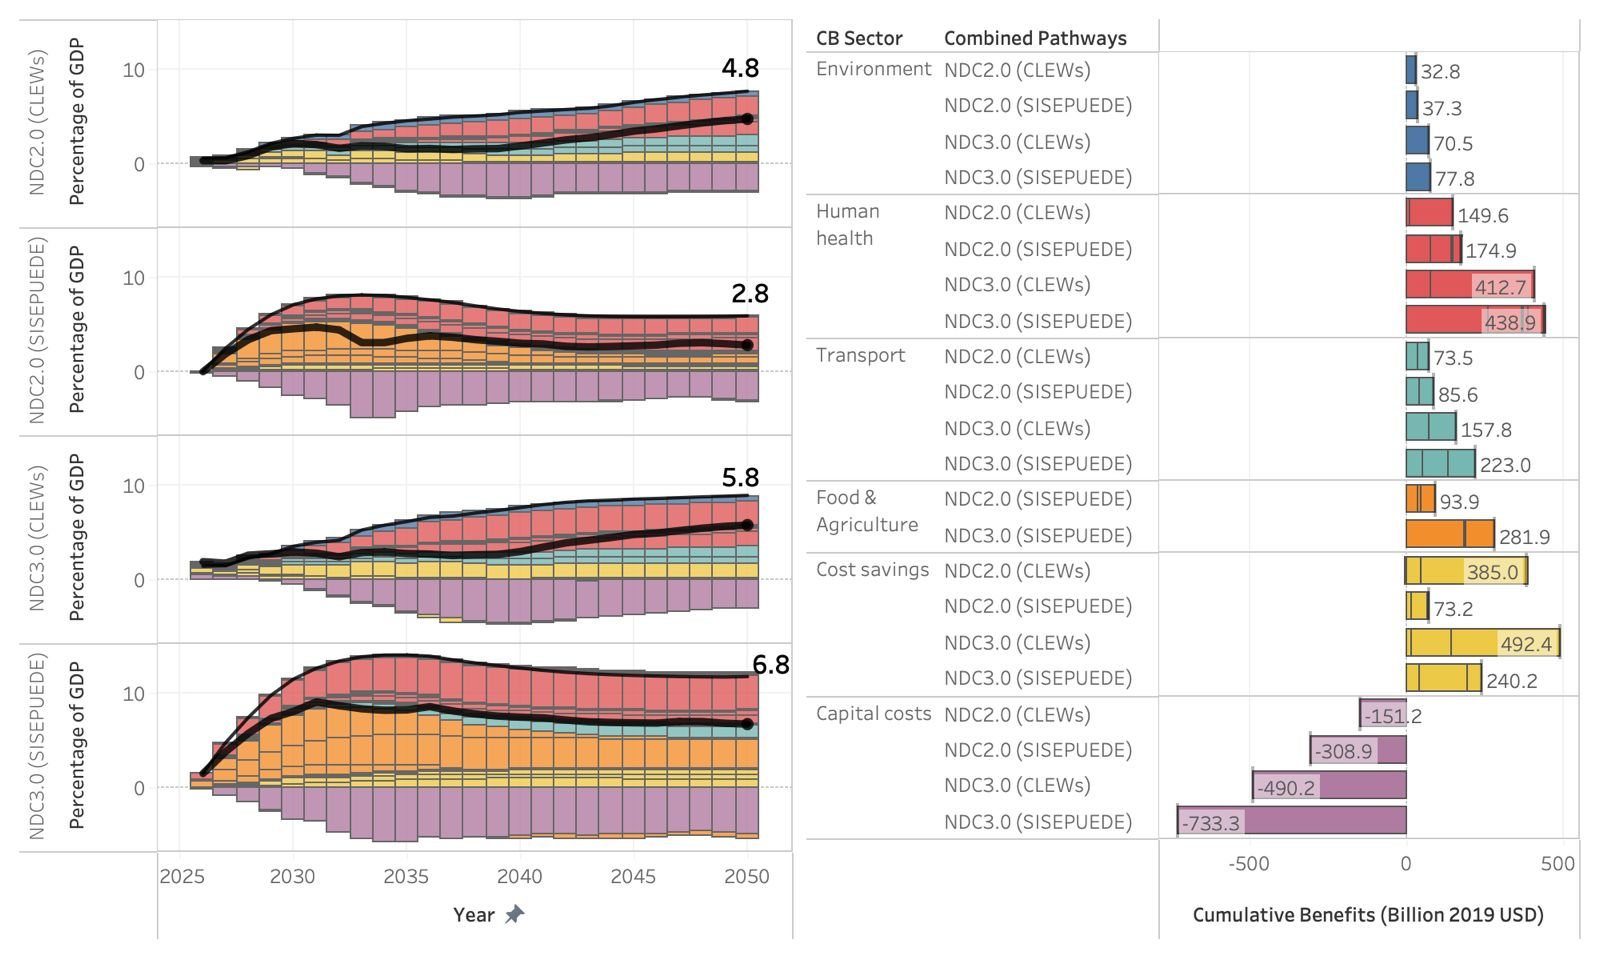 NDC2.0 (CLEWs)
Percentage of GDP
10
0
4.8
NDC2.0 (SISEPUEDE)
Percentage of GDP
10
0
2.8
NDC3.0 (CLEWs)
Percentage of GDP
10
0
5.8
NDC3.0 (SISEPUEDE)
Percentage of GDP
10
0
6.8
2025 2030 2035 2040 2045 2050
Year
CB Sector Combined Pathways
Environment NDC2.0 (CLEWs) 32.8
NDC2.0 (SISEPUEDE) 37.3
NDC3.0 (CLEWs) 70.5
NDC3.0 (SISEPUEDE) 77.8
Human health NDC2.0 (CLEWs) 149.6
NDC2.0 (SISEPUEDE) 174.9
NDC3.0 (CLEWs) 412.7
NDC3.0 (SISEPUEDE) 438.9
Transport NDC2.0 (CLEWs) 73.5
NDC2.0 (SISEPUEDE) 85.6
NDC3.0 (CLEWs) 157.8
NDC3.0 (SISEPUEDE) 223.0
Food & Agriculture NDC2.0 (SISEPUEDE) 93.9
NDC3.0 (SISEPUEDE) 281.9
Cost savings NDC2.0 (CLEWs) 385.0
NDC2.0 (SISEPUEDE) 73.2
NDC3.0 (CLEWs) 492.4
NDC3.0 (SISEPUEDE) 240.2
Capital costs NDC2.0 (CLEWs) -151.2
NDC2.0 (SISEPUEDE) -308.9
NDC3.0 (CLEWs) -490.2
NDC3.0 (SISEPUEDE) -733.3
-500 0 500
Cumulative Benefits (Billion 2019 USD)